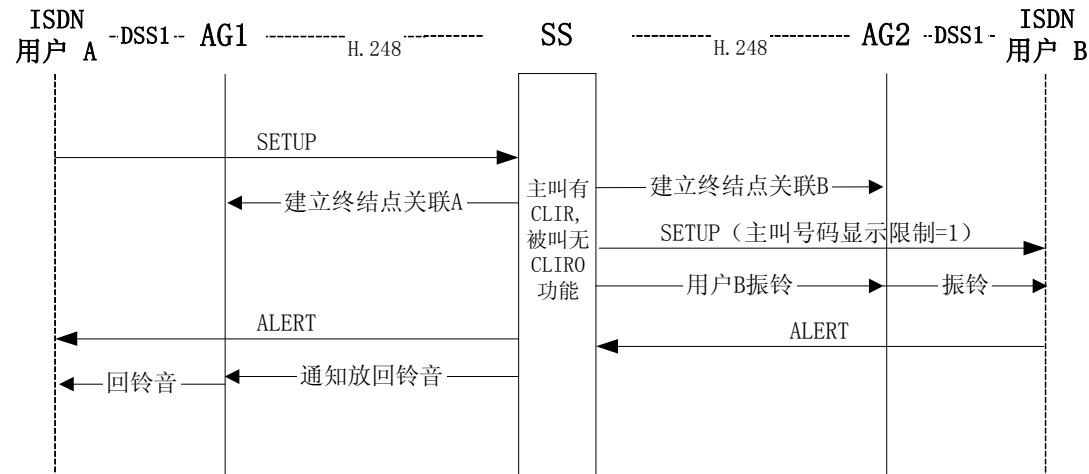 ISDN
用户 A
DSS1
AG1
H.248
SS
H.248
AG2
DSS1
ISDN
用户 B
SETUP
建立终结点关联A
主叫有
CLIR,
被叫无
CLIRO
功能
建立终结点关联B
SETUP（主叫号码显示限制=1）
用户B振铃
振铃
ALERT
ALERT
回铃音
通知放回铃音